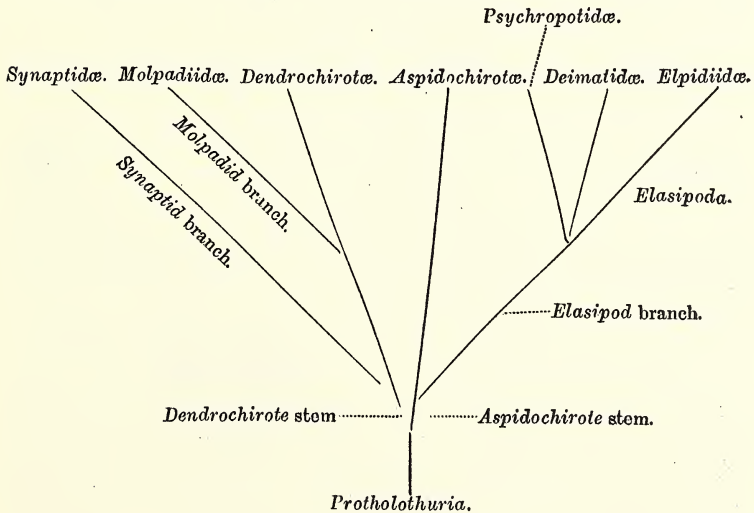 Psychropotidæ.
Synaptidæ. Molpadiidæ. Dendrochirotæ. Aspidochirotæ. Deimatidæ. Elpidiidæ.
Molpadid branch.
Synaptid branch.
Elasipoda.
Elasipod branch.
Dendrochirote stem
Aspidochirote stem.
Protholothuria.